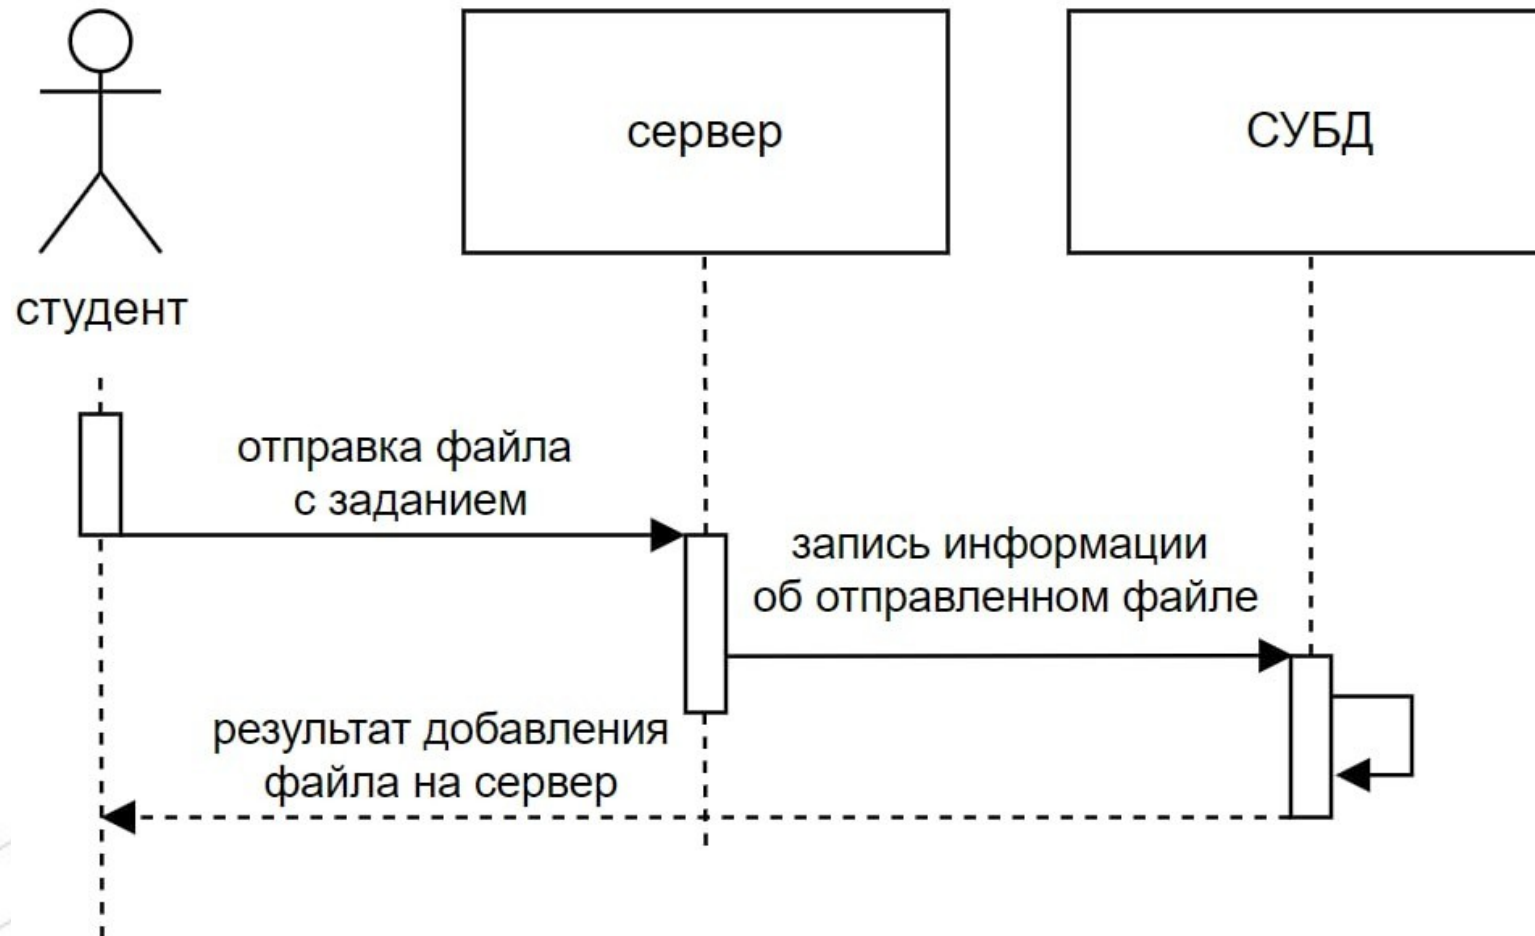 сервер
СУБД
студент
отправка файла
с заданием
запись информации
об отправленном файле
результат добавления
файла на сервер